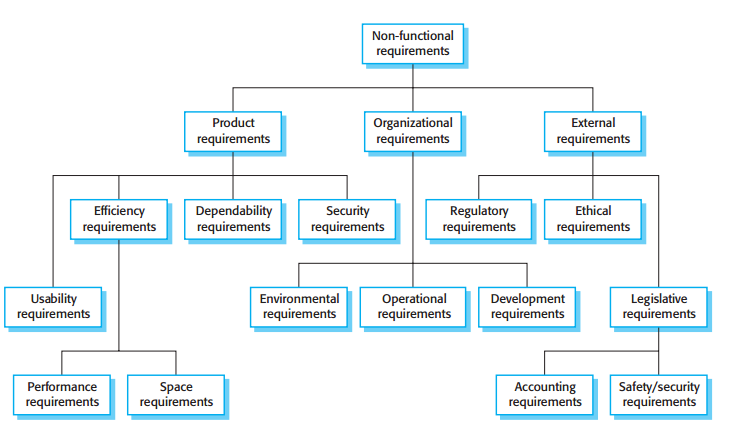 Non-functional
requirements
Product
requirements
Organizational
requirements
External
requirements
Efficiency
requirements
Dependability
requirements
Security
requirements
Regulatory
requirements
Ethical
requirements
Usability
requirements
Environmental
requirements
Operational
requirements
Development
requirements
Legislative
requirements
Performance
requirements
Space
requirements
Accounting
requirements
Safety/security
requirements